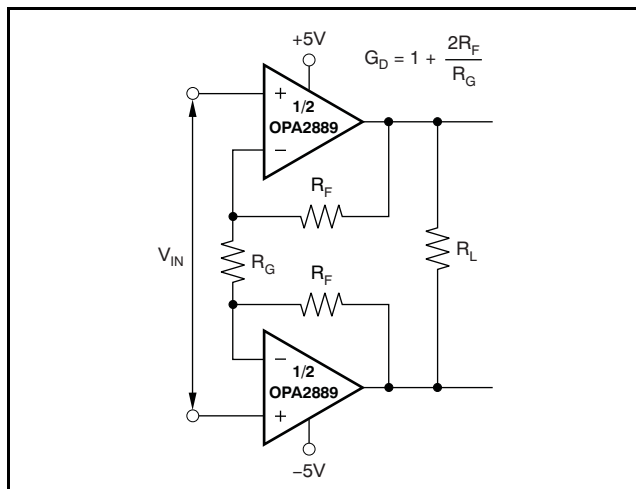 +5V
G_D = 1 + 2R_F / R_G
+
1/2
OPA2889
−
R_F
V_IN
R_G
R_F
R_L
−
1/2
OPA2889
+
−5V